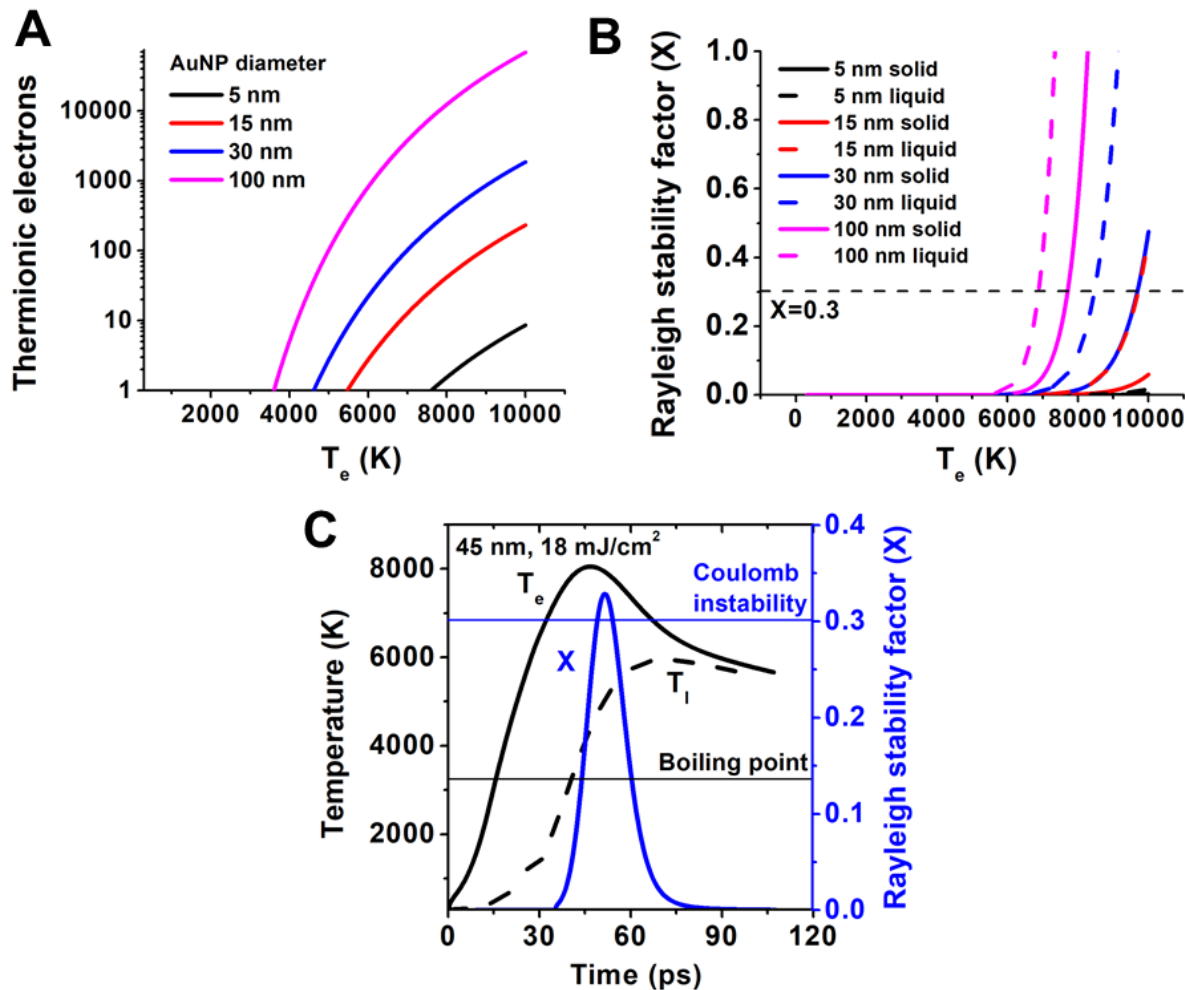 A
Thermionic electrons
10000
1000
100
10
1
AuNP diameter
5 nm
15 nm
30 nm
100 nm
2000 4000 6000 8000 10000
Te (K)
B
Rayleigh stability factor (X)
1.0
0.8
0.6
0.4
0.2
0.0
5 nm solid
5 nm liquid
15 nm solid
15 nm liquid
30 nm solid
30 nm liquid
100 nm solid
100 nm liquid
X=0.3
0 2000 4000 6000 8000 10000
Te (K)
C
Temperature (K)
8000
6000
4000
2000
45 nm, 18 mJ/cm²
Te
Coulomb
instability
X
Tl
Boiling point
0.4
0.3
0.2
0.1
0.0
Rayleigh stability factor (X)
0 30 60 90 120
Time (ps)